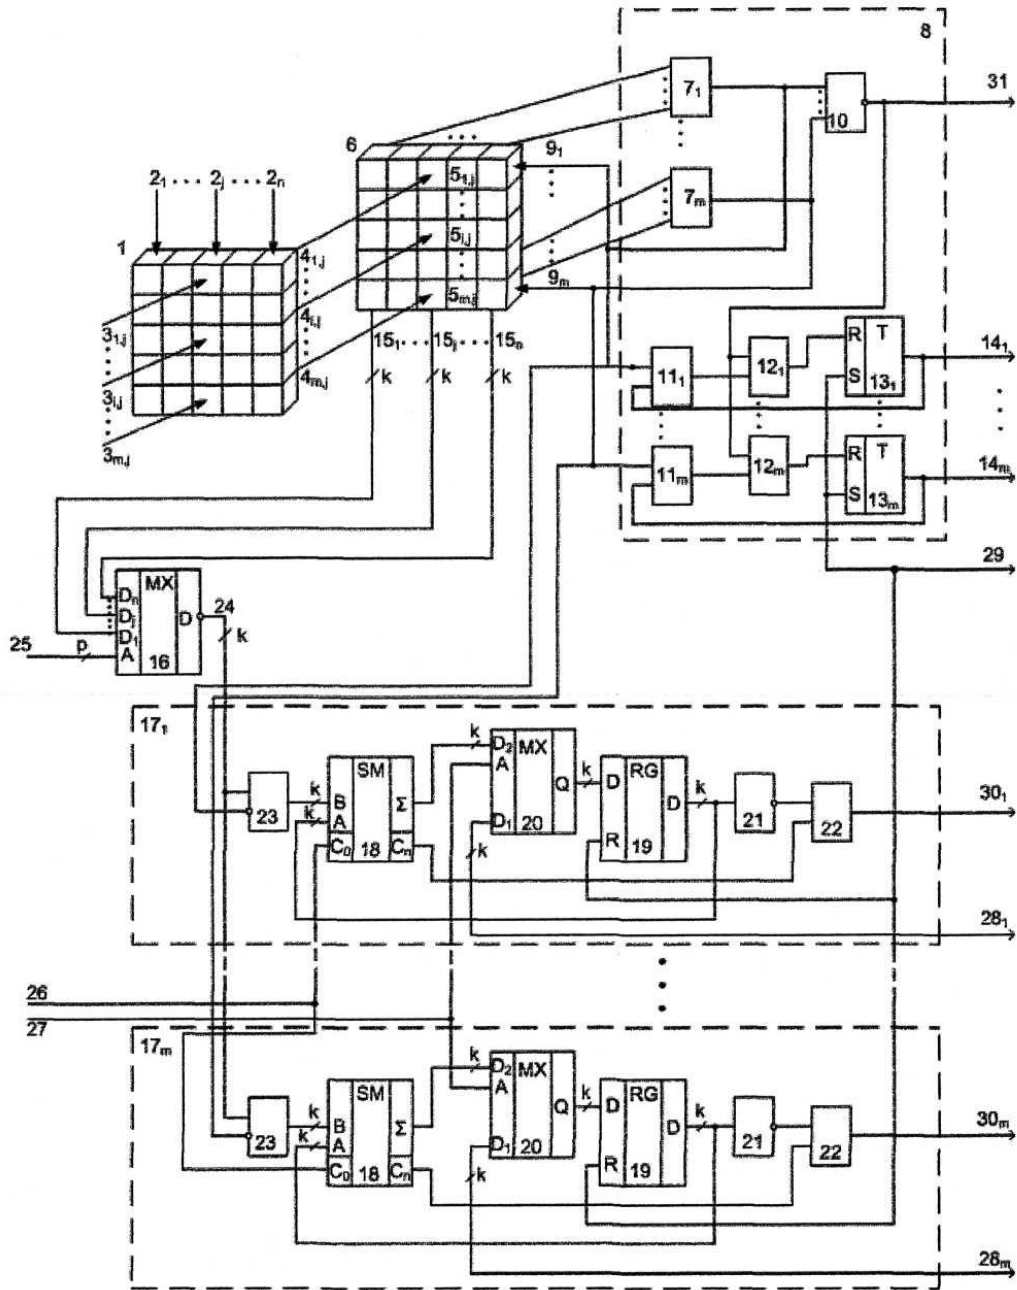 8
7₁
31
10
6
9₁
2₁ 2ⱼ 2ₙ
5₁,ⱼ
7ₘ
1
4₁,ⱼ
5ᵢ,ⱼ
9ₘ
5ₘ,ⱼ
3₁,ⱼ
4ᵢ,ⱼ
15₁ 15ⱼ 15ₙ
R T
14₁
11₁
12₁
S 13₁
3ᵢ,ⱼ
4ₘ,ⱼ
k k k
3ₘ,ⱼ
11ₘ
12ₘ
R T
14ₘ
S 13ₘ
29
MX
Dₙ
Dⱼ D
24
D₁
k
25
p
A 16
17₁
SM
k
D₂ MX
A
k
RG
k
k
B Σ
Q
D D
23
k
A
C₀ 18 Cₙ
D₁ 20
R 19
21
22
30₁
k
28₁
26
27
17ₘ
SM
k
D₂ MX
A
k
RG
k
k
B Σ
Q
D D
23
k
A
C₀ 18 Cₙ
D₁ 20
R 19
21
22
30ₘ
k
28ₘ